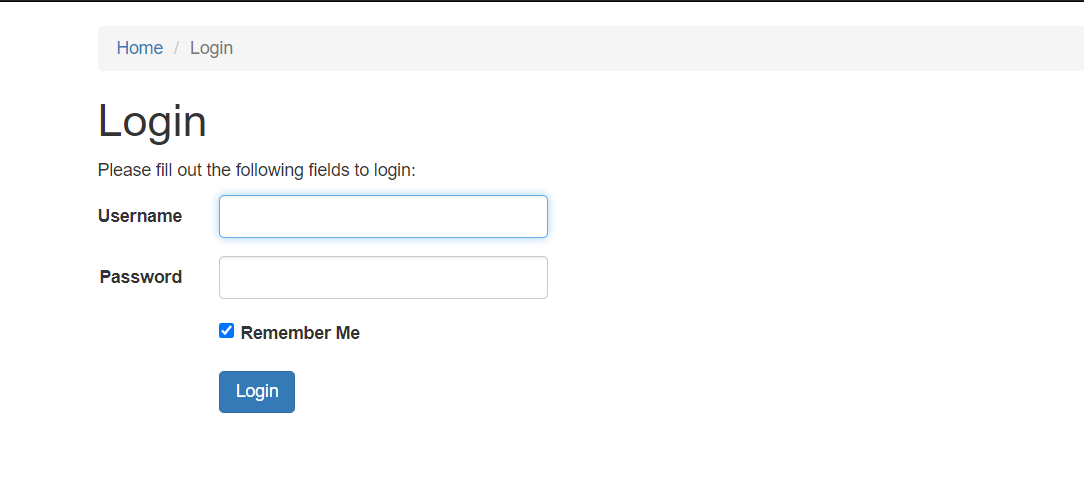 Home / Login
Login
Please fill out the following fields to login:
Username
Password
Remember Me
Login